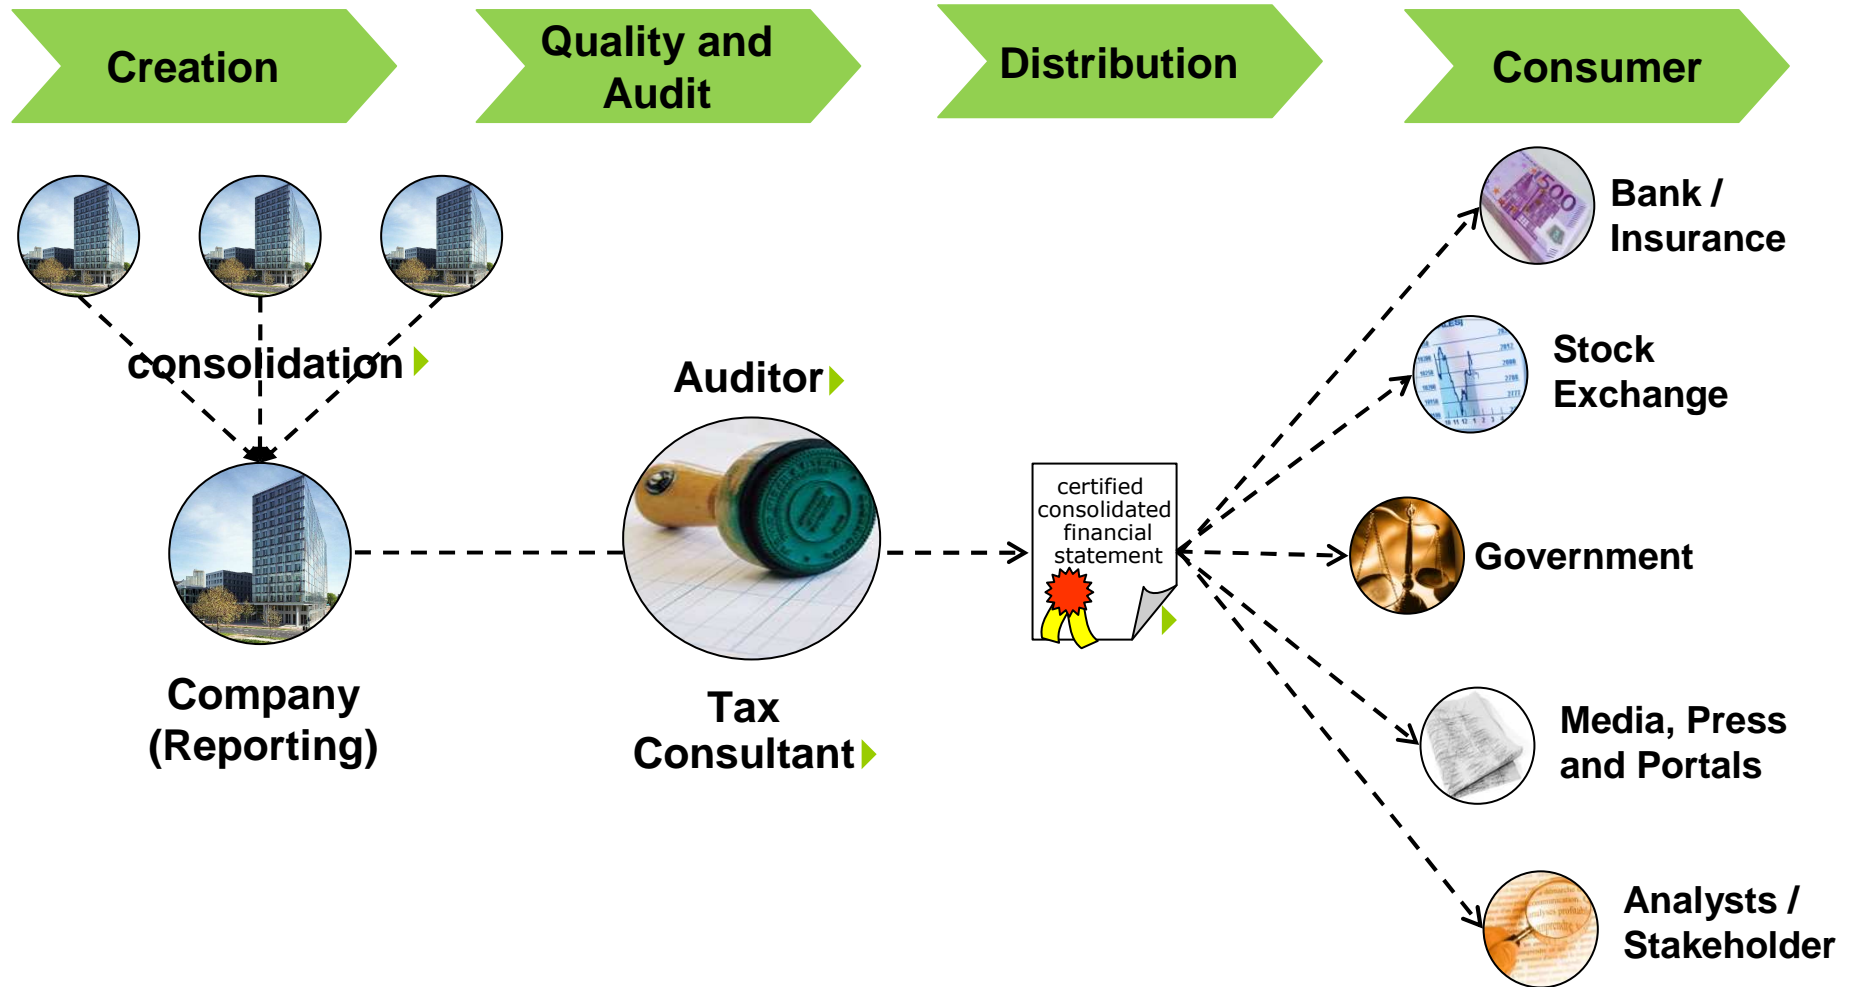 Creation
Quality and
Audit
Distribution
Consumer
consolidation
Company
(Reporting)
Auditor
Tax
Consultant
certified
consolidated
financial
statement
500
Bank /
Insurance
Stock
Exchange
Government
Media, Press
and Portals
Analysts /
Stakeholder